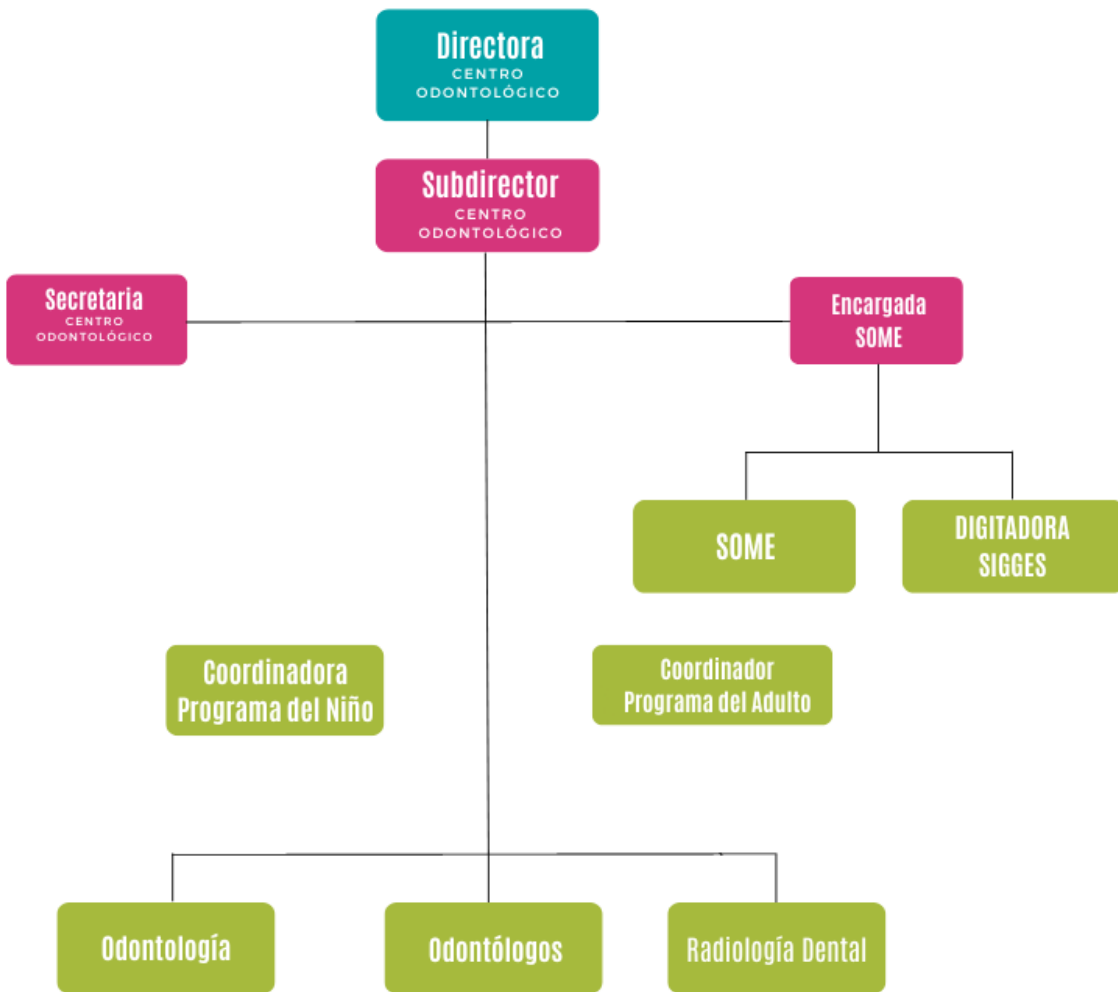 Directora
CENTRO
ODONTOLÓGICO
Subdirector
CENTRO
ODONTOLÓGICO
Secretaria
CENTRO
ODONTOLÓGICO
Encargada
SOME
SOME
DIGITADORA
SIGGES
Coordinadora
Programa del Niño
Coordinador
Programa del Adulto
Odontología
Odontólogos
Radiología Dental